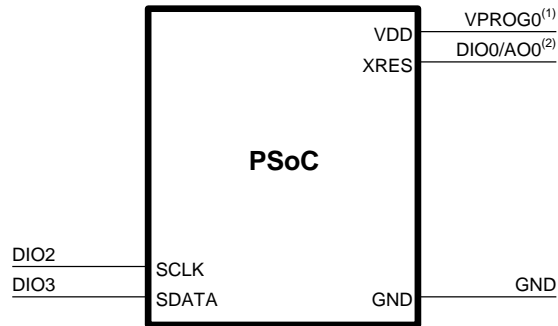 VDD VPROG0(1)
XRES DIO0/AO0(2)
PSoC
DIO2 SCLK
DIO3 SDATA GND GND